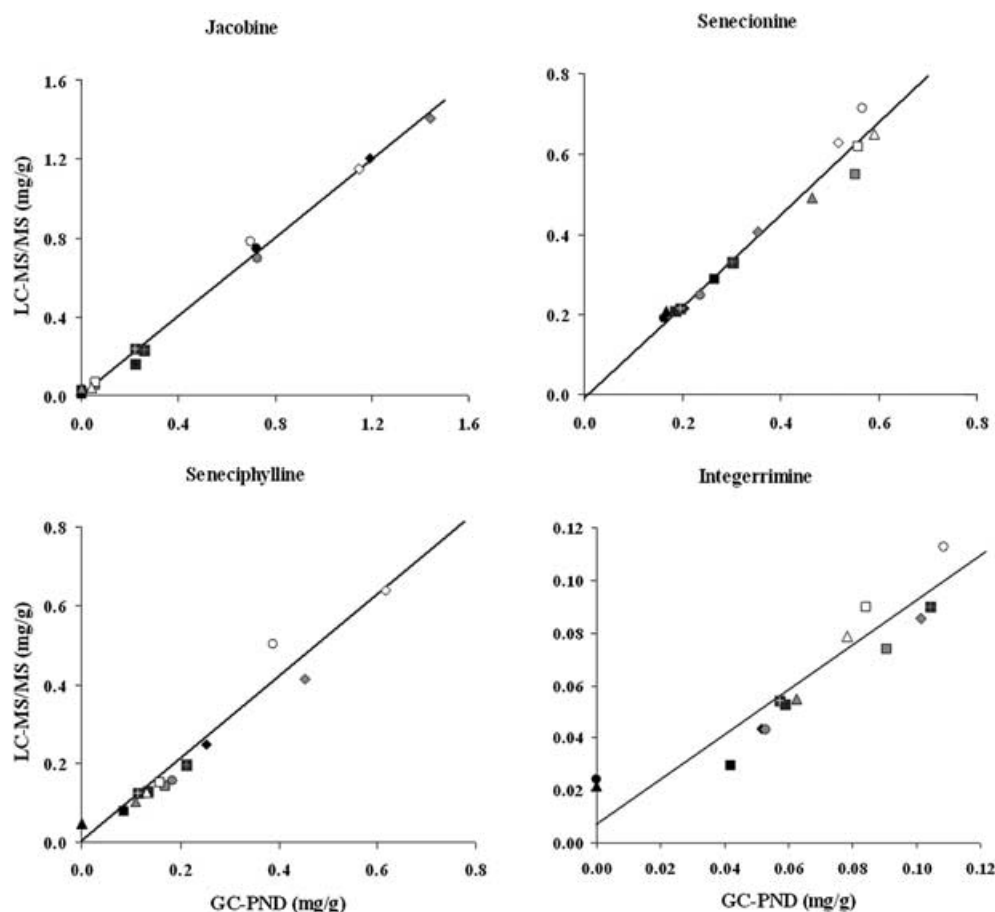 Jacobine
LC-MS/MS (mg/g)
1.6
1.2
0.8
0.4
0.0
0.0 0.4 0.8 1.2 1.6
Senecionine
0.8
0.6
0.4
0.2
0.0
0.0 0.2 0.4 0.6 0.8
Seneciphylline
LC-MS/MS (mg/g)
0.8
0.6
0.4
0.2
0.0
0.0 0.2 0.4 0.6 0.8
GC-PND (mg/g)
Integerrimine
0.12
0.10
0.08
0.06
0.04
0.02
0.00
0.00 0.02 0.04 0.06 0.08 0.10 0.12
GC-PND (mg/g)